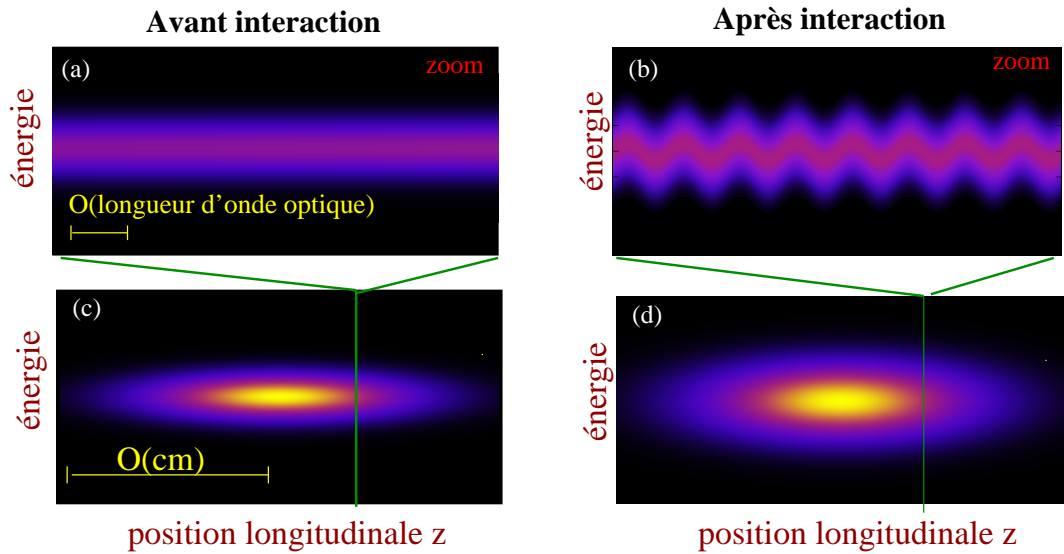 Avant interaction
Après interaction
(a)
zoom
énergie
O(longueur d'onde optique)
(b)
zoom
énergie
(c)
énergie
O(cm)
position longitudinale z
(d)
énergie
position longitudinale z